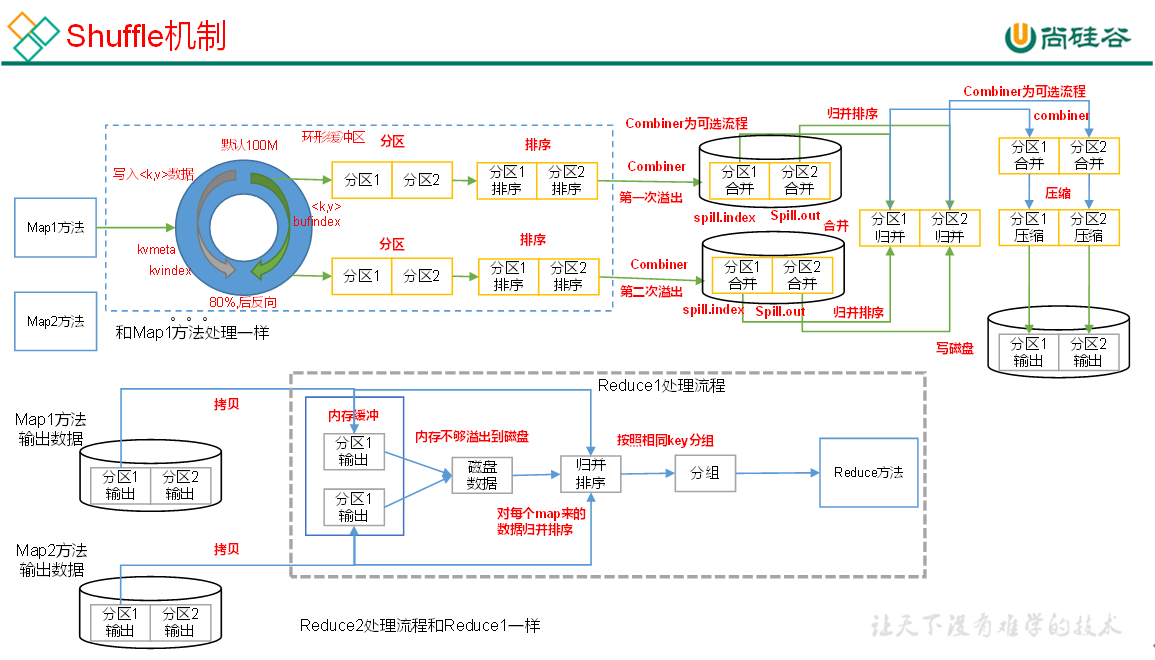 Shuffle机制
尚硅谷
Combiner为可选流程
默认100M
环形缓冲区
分区
排序
Combiner为可选流程
归并排序
combiner
写入<k,v>数据
分区1
分区2
分区1
排序
分区2
排序
Combiner
第一次溢出
分区1
合并
分区2
合并
分区1
合并
分区2
合并
压缩
Map1方法
<k,v>
bufindex
kvmeta
kvindex
spill.index
Spill.out
合并
分区1
归并
分区2
归并
分区1
压缩
分区2
压缩
分区
排序
分区1
分区2
分区1
排序
分区2
排序
Combiner
第二次溢出
分区1
合并
分区2
合并
80%,后反向
spill.index
Spill.out
归并排序
Map2方法
。。。
和Map1方法处理一样
写磁盘
分区1
输出
分区2
输出
Reduce1处理流程
Map1方法
输出数据
拷贝
内存缓冲
分区1
输出
内存不够溢出到磁盘
按照相同key分组
分区1
输出
分区2
输出
磁盘
数据
归并
排序
分组
Reduce方法
分区1
输出
对每个map来的
数据归并排序
Map2方法
输出数据
拷贝
分区1
输出
分区2
输出
Reduce2处理流程和Reduce1一样
让天下没有难学的技术